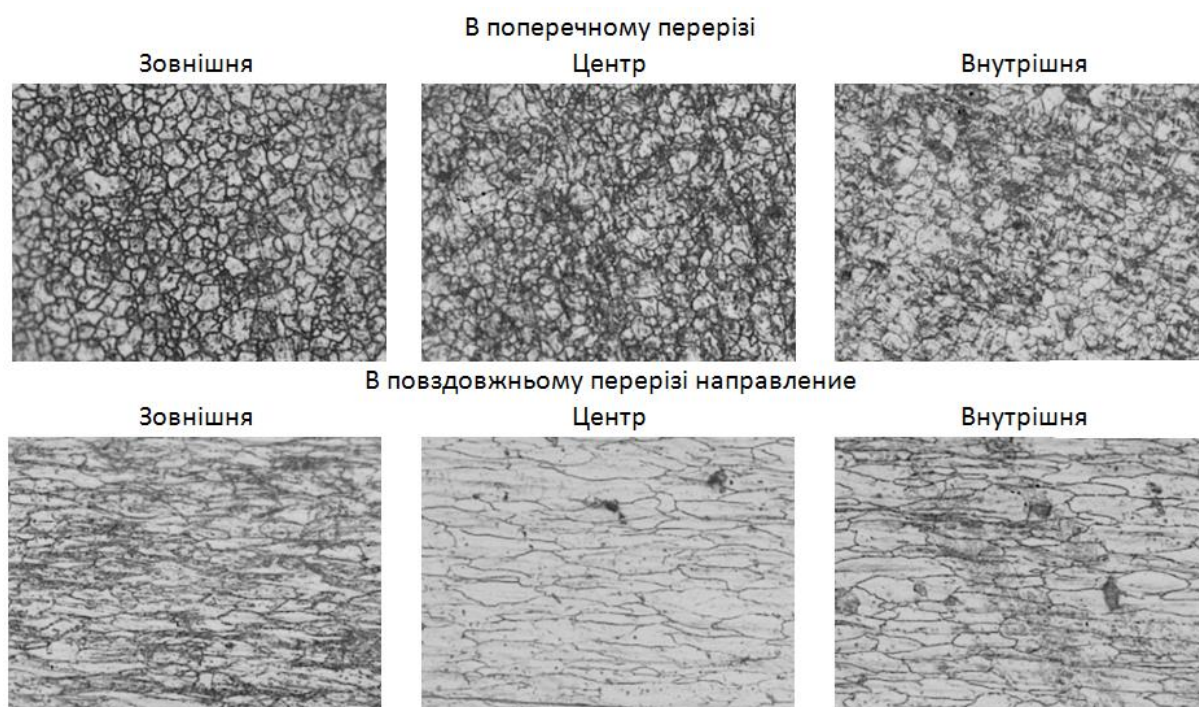 В поперечному перерізі
Зовнішня Центр Внутрішня
В повздовжньому перерізі направление
Зовнішня Центр Внутрішня